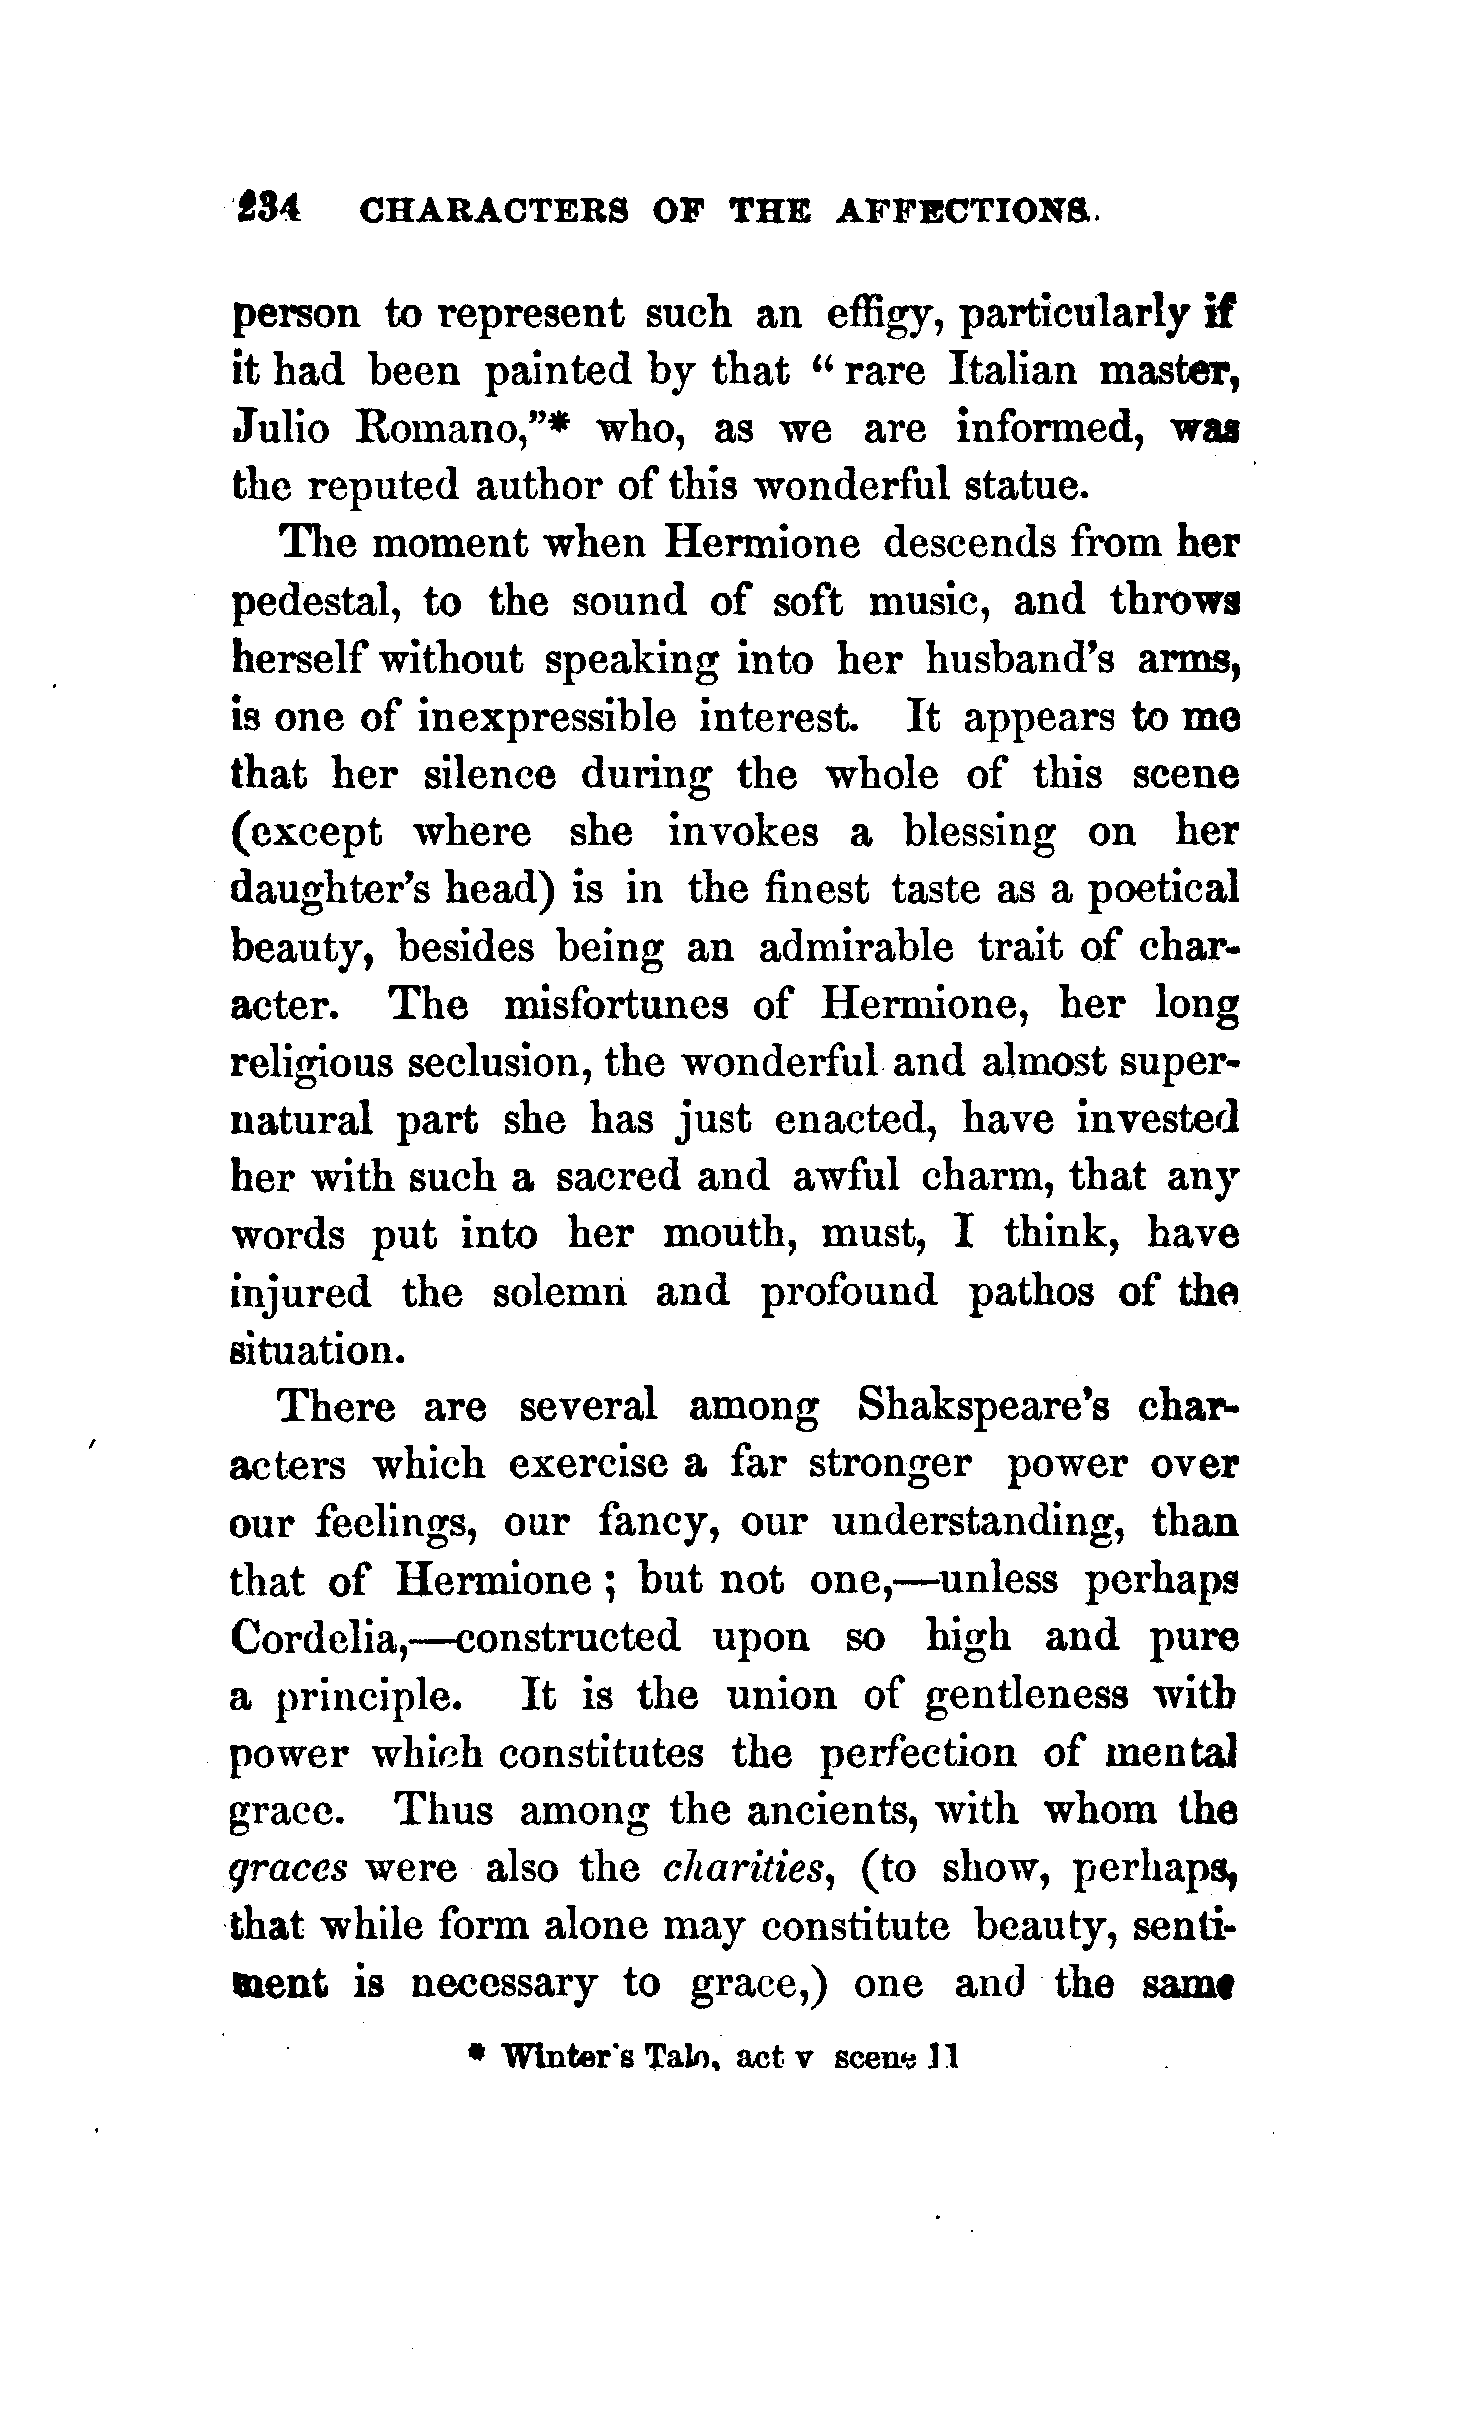 234 CHARACTERS OF THE AFFECTIONS.
person to represent such an effigy, particularly if
it had been painted by that “ rare Italian master,
Julio Romano,”* who, as we are informed, was
the reputed author of this wonderful statue.
The moment when Hermione descends from her
pedestal, to the sound of soft music, and throws
herself without speaking into her husband's arms,
is one of inexpressible interest. It appears to me
that her silence during the whole of this scene
(except where she invokes a blessing on her
daughter's head) is in the finest taste as a poetical
beauty, besides being an admirable trait of char-
acter. The misfortunes of Hermione, her long
religious seclusion, the wonderful and almost super-
natural part she has just enacted, have invested
her with such a sacred and awful charm, that any
words put into her mouth, must, I think, have
injured the solemn and profound pathos of the
situation.
There are several among Shakspeare's char-
acters which exercise a far stronger power over
our feelings, our fancy, our understanding, than
that of Hermione ; but not one,—unless perhaps
Cordelia,—constructed upon so high and pure
a principle. It is the union of gentleness with
power which constitutes the perfection of mental
grace. Thus among the ancients, with whom the
graces were also the charities, (to show, perhaps,
that while form alone may constitute beauty, senti-
ment is necessary to grace,) one and the same
* Winter's Tale, act v scene 11